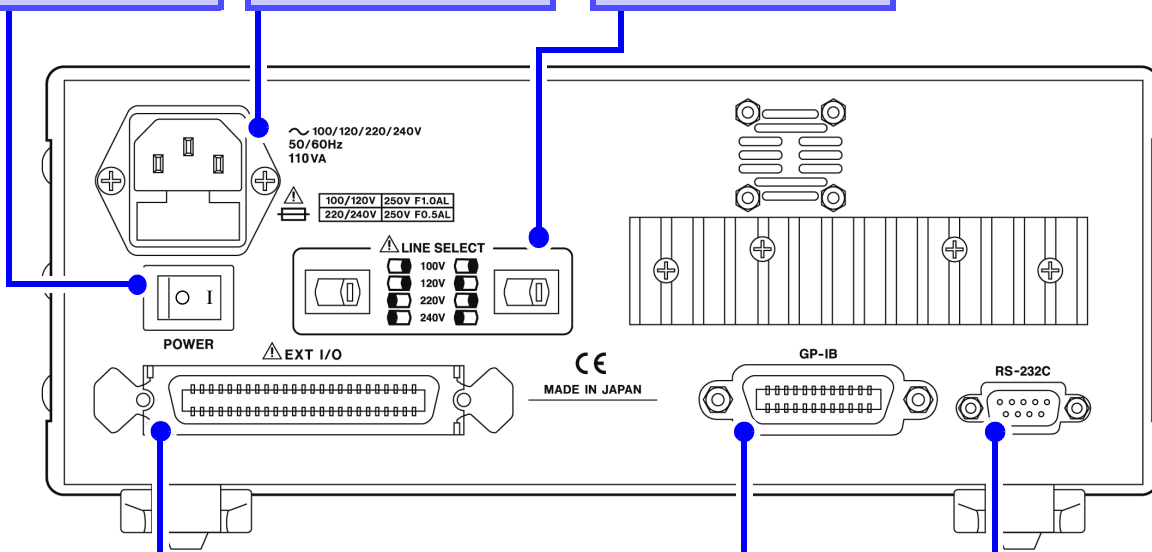 ∼ 100/120/220/240V
50/60Hz
110VA
100/120V 250V F1.0AL
220/240V 250V F0.5AL
LINE SELECT
100V
120V
220V
240V
I
POWER
EXT I/O
CE
MADE IN JAPAN
GP-IB
RS-232C